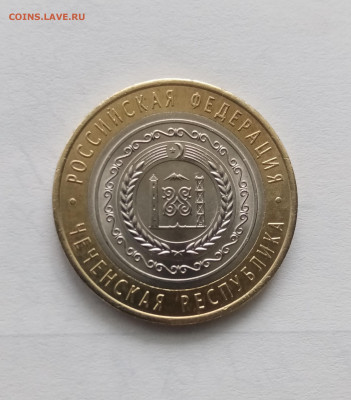 COINS.LAVE.RU
РОССИЙСКАЯ ФЕДЕРАЦИЯ
ЧЕЧЕНСКАЯ РЕСПУБЛИКА